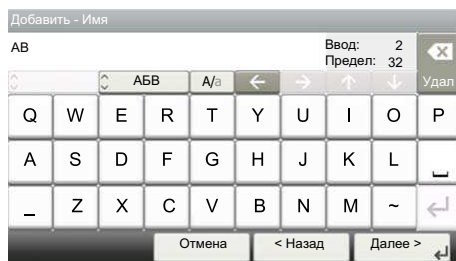 Добавить - Имя
AB Ввод: 2
Предел: 32
АБВ A/a ← → ↑ ↓ Удал
Q W E R T Y U I O P
A S D F G H J K L
_ Z X C V B N M ~
Отмена < Назад Далее >